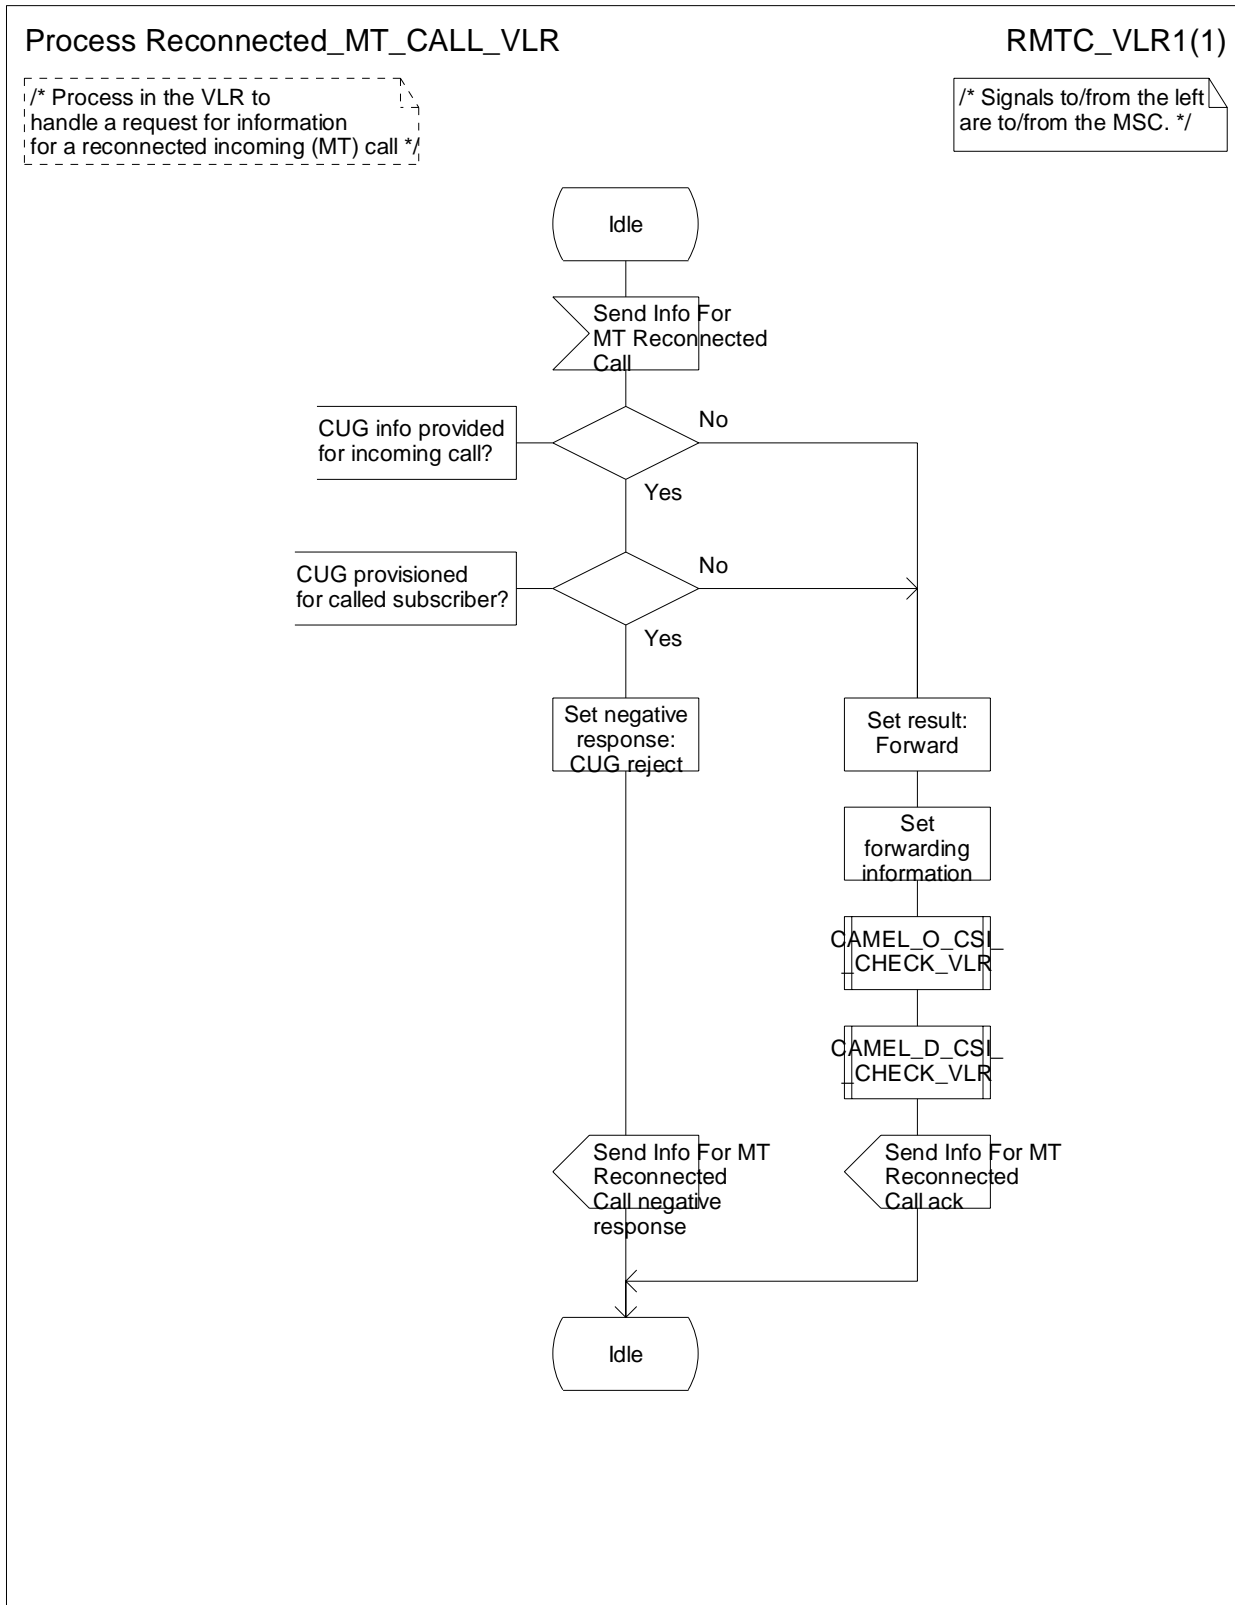 Process Reconnected_MT_CALL_VLR
RMTC_VLR1(1)
/* Process in the VLR to
handle a request for information
for a reconnected incoming (MT) call */
/* Signals to/from the left
are to/from the MSC. */
Idle
Send Info For
MT Reconnected
Call
CUG info provided
for incoming call?
No
Yes
CUG provisioned
for called subscriber?
No
Yes
Set negative
response:
CUG reject
Set result:
Forward
Set
forwarding
information
CAMEL_O_CSI_
_CHECK_VLR
CAMEL_D_CSI_
_CHECK_VLR
Send Info For MT
Reconnected
Call negative
response
Send Info For MT
Reconnected
Call ack
Idle